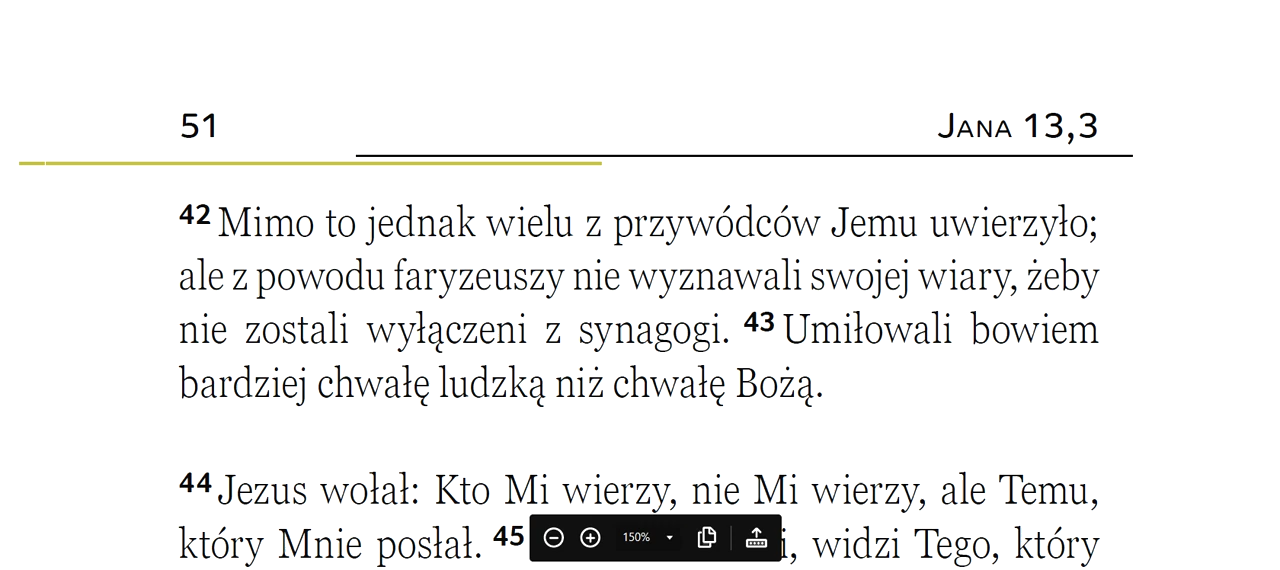 51 Jana 13,3
42 Mimo to jednak wielu z przywódców Jemu uwierzyło;
ale z powodu faryzeuszy nie wyznawali swojej wiary, żeby
nie zostali wyłączeni z synagogi. 43 Umiłowali bowiem
bardziej chwałę ludzką niż chwałę Bożą.
44 Jezus wołał: Kto Mi wierzy, nie Mi wierzy, ale Temu,
który Mnie posłał. 45 widzi Tego, który
150%